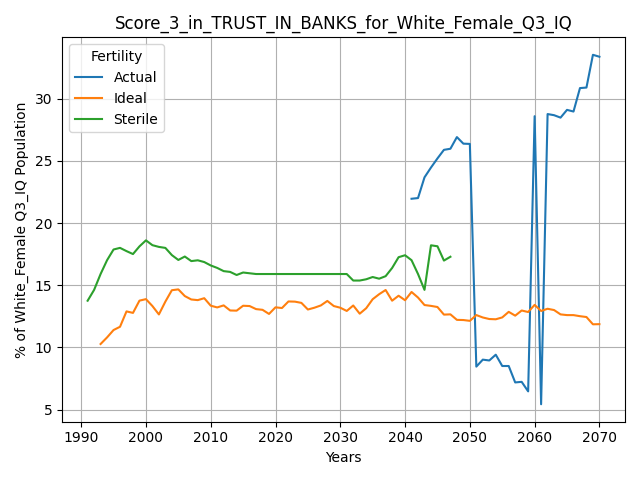 Score_3_in_TRUST_IN_BANKS_for_White_Female_Q3_IQ
Fertility
Actual
Ideal
Sterile
% of White_Female Q3_IQ Population
30
25
20
15
10
5
1990 2000 2010 2020 2030 2040 2050 2060 2070
Years